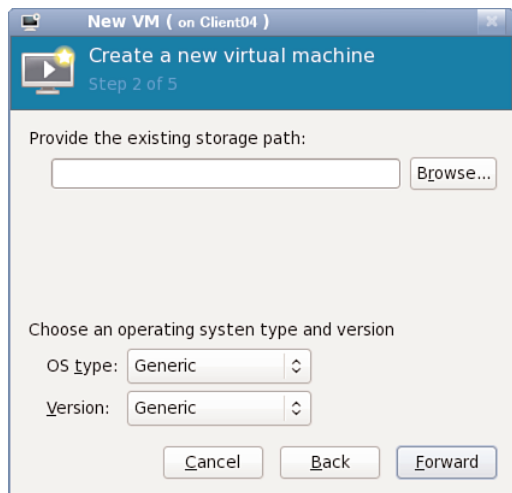 New VM ( on Client04 )
Create a new virtual machine
Step 2 of 5
Provide the existing storage path:
Browse...
Choose an operating systen type and version
OS type: Generic
Version: Generic
Cancel Back Forward